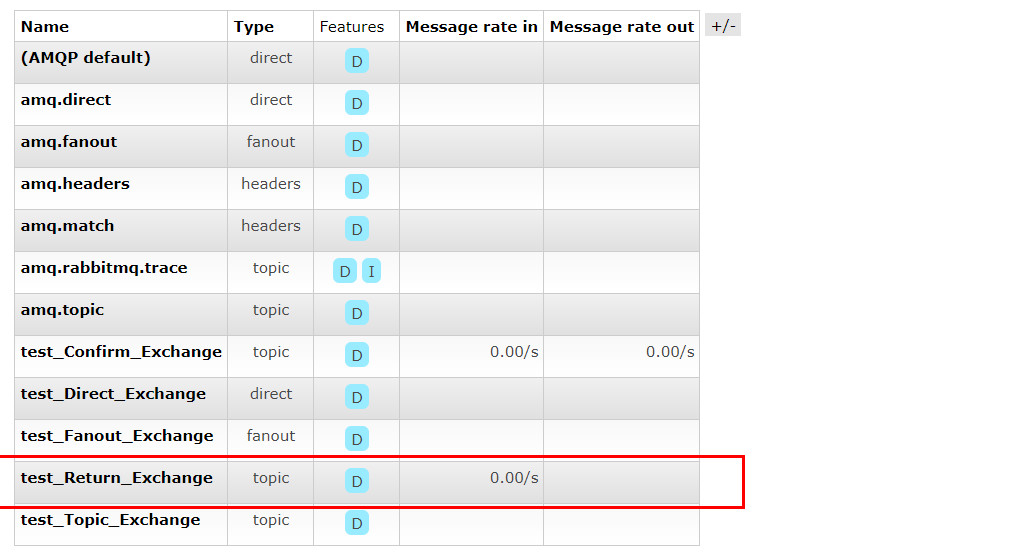 Name Type Features Message rate in Message rate out +/-
(AMQP default) direct D
amq.direct direct D
amq.fanout fanout D
amq.headers headers D
amq.match headers D
amq.rabbitmq.trace topic D I
amq.topic topic D
test_Confirm_Exchange topic D 0.00/s 0.00/s
test_Direct_Exchange direct D
test_Fanout_Exchange fanout D
test_Return_Exchange topic D 0.00/s
test_Topic_Exchange topic D